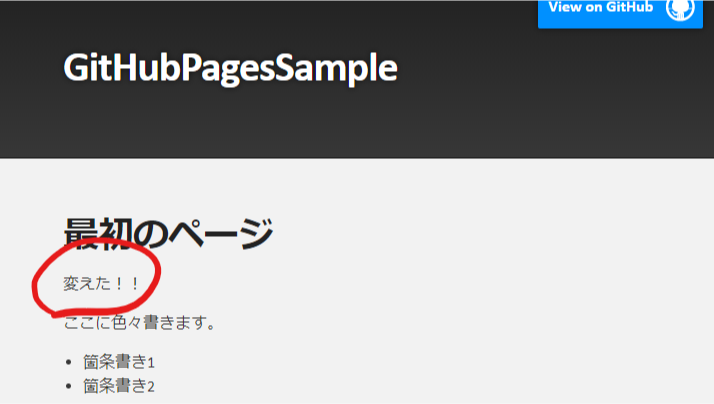 View on GitHub
GitHubPagesSample
最初のページ
変えた！！
ここに色々書きます。
箇条書き1
箇条書き2